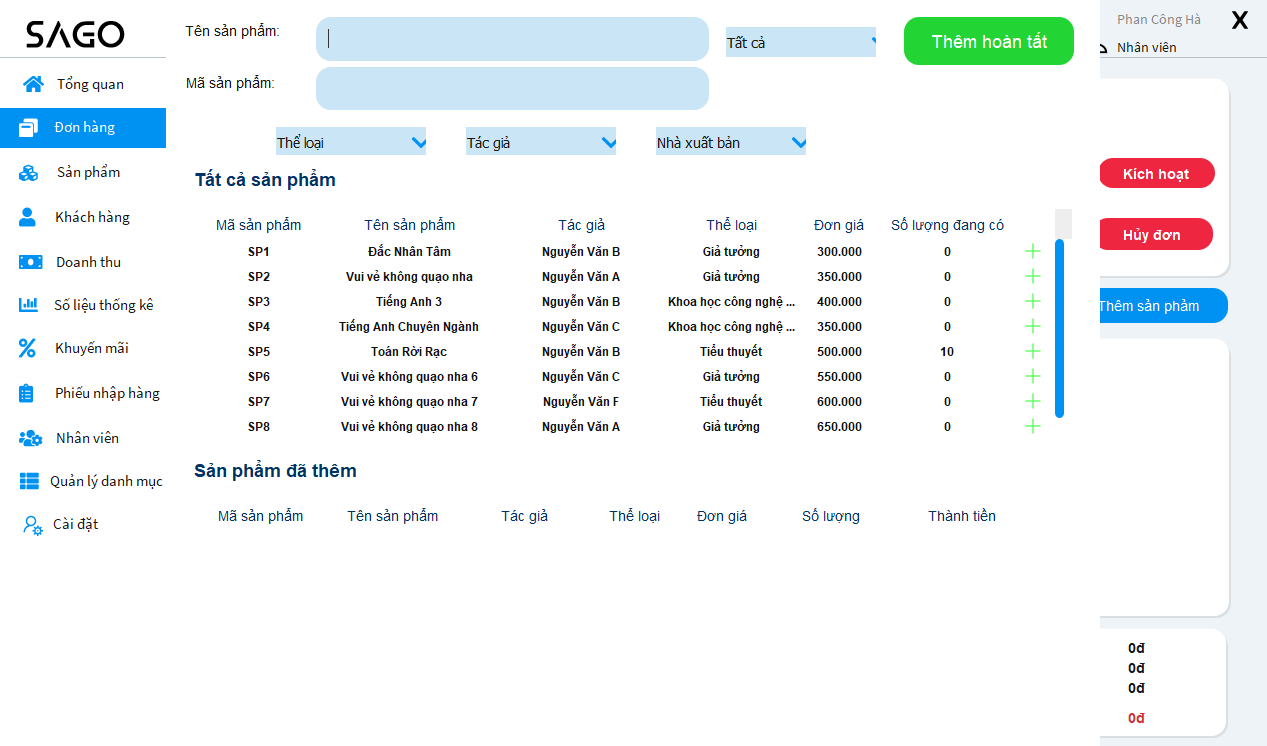 SAGO
Tổng quan
Đơn hàng
Sản phẩm
Khách hàng
Doanh thu
Số liệu thống kê
Khuyến mãi
Phiếu nhập hàng
Nhân viên
Quản lý danh mục
Cài đặt
Tên sản phẩm:
Tất cả
Thêm hoàn tất
Mã sản phẩm:
Thể loại Tác giả Nhà xuất bản
Tất cả sản phẩm
Mã sản phẩm Tên sản phẩm Tác giả Thể loại Đơn giá Số lượng đang có
SP1 Đắc Nhân Tâm Nguyễn Văn B Giả tưởng 300.000 0
SP2 Vui vẻ không quạo nha Nguyễn Văn A Giả tưởng 350.000 0
SP3 Tiếng Anh 3 Nguyễn Văn B Khoa học công nghệ ... 400.000 0
SP4 Tiếng Anh Chuyên Ngành Nguyễn Văn C Khoa học công nghệ ... 350.000 0
SP5 Toán Rời Rạc Nguyễn Văn B Tiểu thuyết 500.000 10
SP6 Vui vẻ không quạo nha 6 Nguyễn Văn C Giả tưởng 550.000 0
SP7 Vui vẻ không quạo nha 7 Nguyễn Văn F Tiểu thuyết 600.000 0
SP8 Vui vẻ không quạo nha 8 Nguyễn Văn A Giả tưởng 650.000 0
Sản phẩm đã thêm
Mã sản phẩm Tên sản phẩm Tác giả Thể loại Đơn giá Số lượng Thành tiền
Phan Công Hà
X
Nhân viên
Kích hoạt
Hủy đơn
Thêm sản phảm
0đ
0đ
0đ
0đ